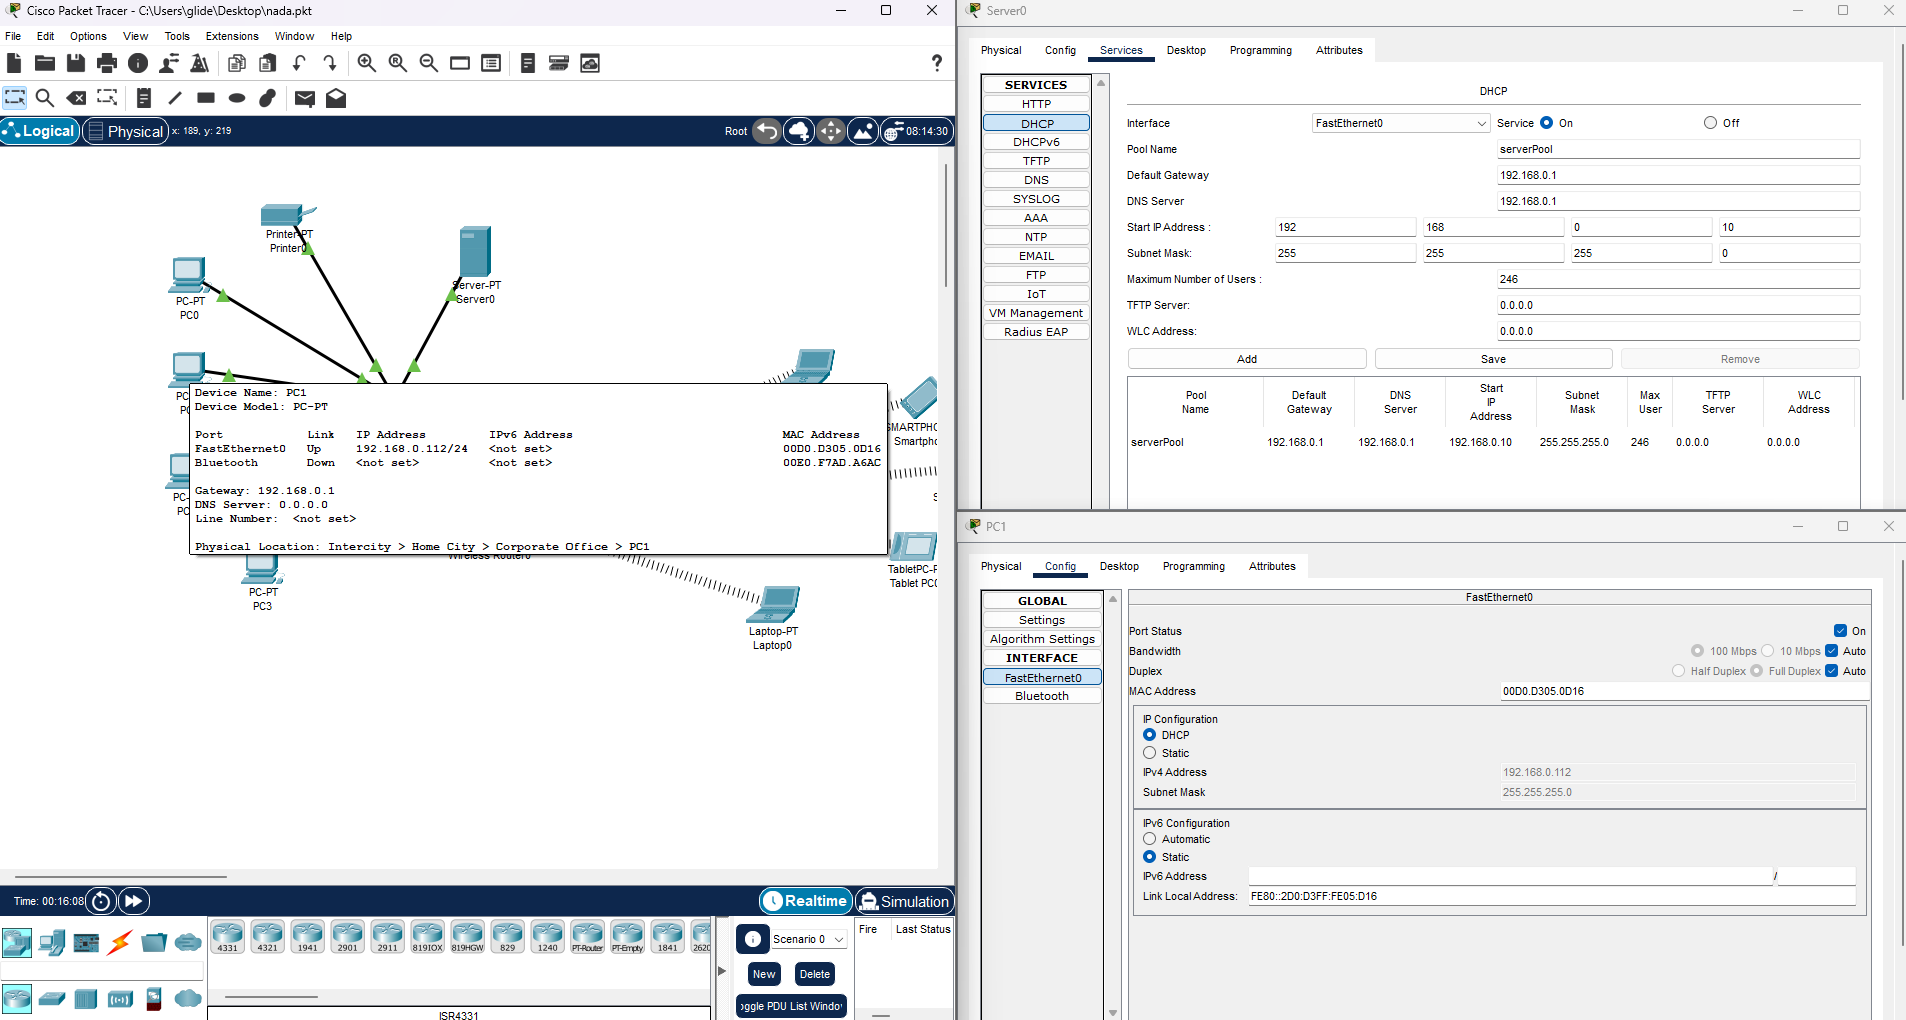 Cisco Packet Tracer - C:\Users\glide\Desktop\nada.pkt
File Edit Options View Tools Extensions Window Help
?
Logical Physical x: 189, y: 219
Root 08:14:30
Printer-PT
Printer0
Server-PT
Server0
PC-PT
PC0
PC
PC
Device Name: PC1
Device Model: PC-PT
Port Link IP Address IPv6 Address MAC Address
FastEthernet0 Up 192.168.0.112/24 <not set> 00D0.D305.0D16
Bluetooth Down <not set> <not set> 00E0.F7AD.A6AC
Gateway: 192.168.0.1
DNS Server: 0.0.0.0
Line Number: <not set>
Physical Location: Intercity > Home City > Corporate Office > PC1
SMARTPHO
Smartpho
PC-
PC
S
Wireless Router0
TabletPC-P
Tablet PC0
PC-PT
PC3
Laptop-PT
Laptop0
Time: 00:16:08
Realtime Simulation
4331 4321 1941 2901 2911 819IOX 819HGW 829 1240 PT-Router PT-Empty 1841 2620
ISR4331
Scenario 0
New Delete
oggle PDU List Windo
Fire Last Status
Server0
Physical Config Services Desktop Programming Attributes
SERVICES
HTTP
DHCP
DHCPv6
TFTP
DNS
SYSLOG
AAA
NTP
EMAIL
FTP
IoT
VM Management
Radius EAP
DHCP
Interface FastEthernet0 Service On Off
Pool Name serverPool
Default Gateway 192.168.0.1
DNS Server 192.168.0.1
Start IP Address : 192 168 0 10
Subnet Mask: 255 255 255 0
Maximum Number of Users : 246
TFTP Server: 0.0.0.0
WLC Address: 0.0.0.0
Add Save Remove
Pool Name Default Gateway DNS Server Start IP Address Subnet Mask Max User TFTP Server WLC Address
serverPool 192.168.0.1 192.168.0.1 192.168.0.10 255.255.255.0 246 0.0.0.0 0.0.0.0
PC1
Physical Config Desktop Programming Attributes
GLOBAL
Settings
Algorithm Settings
INTERFACE
FastEthernet0
Bluetooth
FastEthernet0
Port Status On
Bandwidth 100 Mbps 10 Mbps Auto
Duplex Half Duplex Full Duplex Auto
MAC Address 00D0.D305.0D16
IP Configuration
DHCP
Static
IPv4 Address 192.168.0.112
Subnet Mask 255.255.255.0
IPv6 Configuration
Automatic
Static
IPv6 Address /
Link Local Address: FE80::2D0:D3FF:FE05:D16